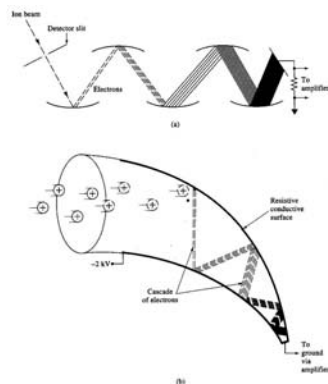 Ion beam
Detector slit
Electrons
To
amplifier
(a)
Resistive
conductive
surface
~2 kV
Cascade
of electrons
To
ground
via
amplifier
(b)